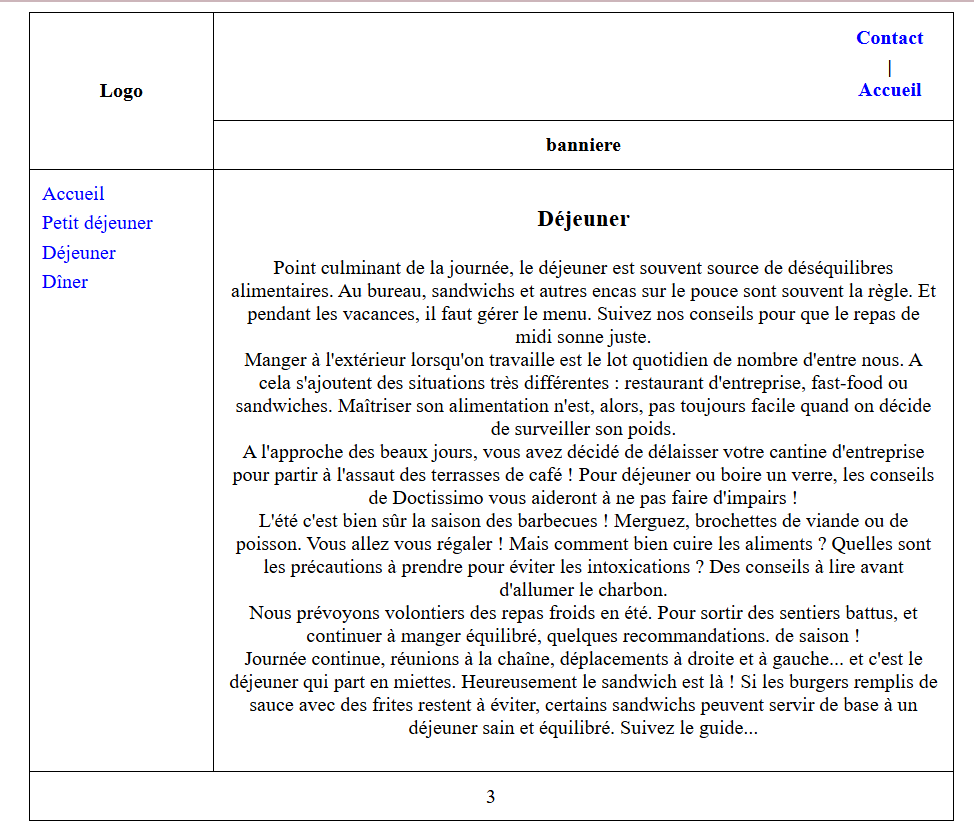 Contact
|
Accueil
Logo
banniere
Accueil
Petit déjeuner
Déjeuner
Dîner
Déjeuner
Point culminant de la journée, le déjeuner est souvent source de déséquilibres
alimentaires. Au bureau, sandwichs et autres encas sur le pouce sont souvent la règle. Et
pendant les vacances, il faut gérer le menu. Suivez nos conseils pour que le repas de
midi sonne juste.
Manger à l'extérieur lorsqu'on travaille est le lot quotidien de nombre d'entre nous. A
cela s'ajoutent des situations très différentes : restaurant d'entreprise, fast-food ou
sandwiches. Maîtriser son alimentation n'est, alors, pas toujours facile quand on décide
de surveiller son poids.
A l'approche des beaux jours, vous avez décidé de délaisser votre cantine d'entreprise
pour partir à l'assaut des terrasses de café ! Pour déjeuner ou boire un verre, les conseils
de Doctissimo vous aideront à ne pas faire d'impairs !
L'été c'est bien sûr la saison des barbecues ! Merguez, brochettes de viande ou de
poisson. Vous allez vous régaler ! Mais comment bien cuire les aliments ? Quelles sont
les précautions à prendre pour éviter les intoxications ? Des conseils à lire avant
d'allumer le charbon.
Nous prévoyons volontiers des repas froids en été. Pour sortir des sentiers battus, et
continuer à manger équilibré, quelques recommandations. de saison !
Journée continue, réunions à la chaîne, déplacements à droite et à gauche... et c'est le
déjeuner qui part en miettes. Heureusement le sandwich est là ! Si les burgers remplis de
sauce avec des frites restent à éviter, certains sandwichs peuvent servir de base à un
déjeuner sain et équilibré. Suivez le guide...
3